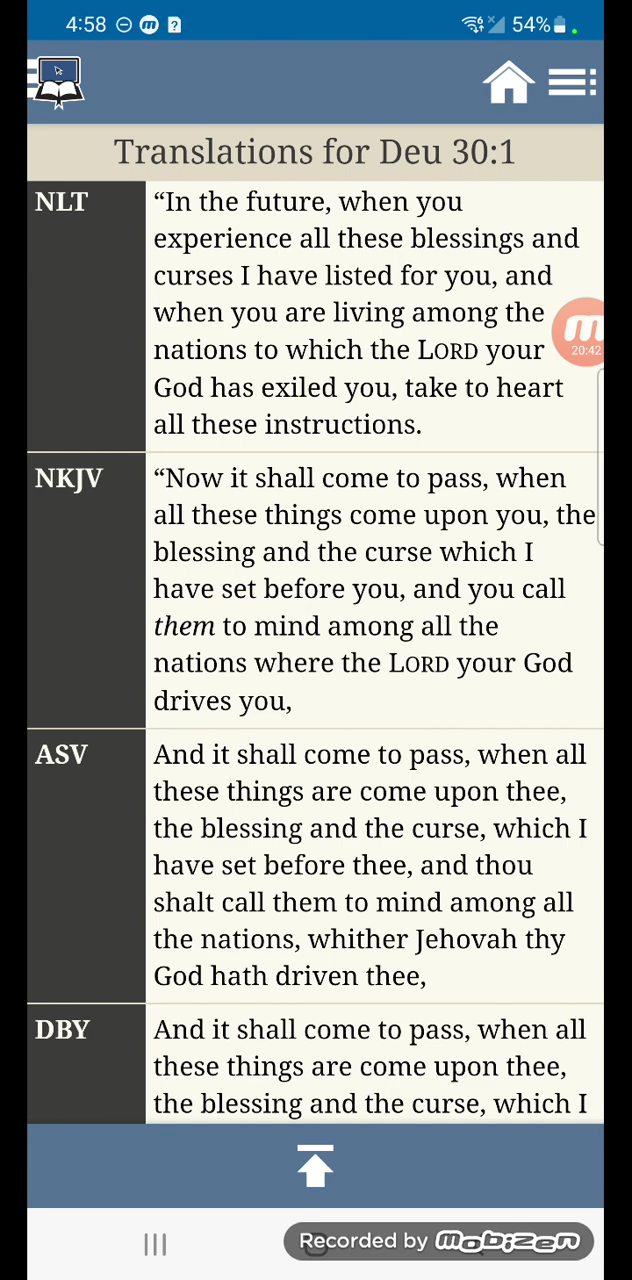 4:58
54%
Translations for Deu 30:1
NLT
“In the future, when you
experience all these blessings and
curses I have listed for you, and
when you are living among the
nations to which the LORD your
God has exiled you, take to heart
all these instructions.
20:42
NKJV
“Now it shall come to pass, when
all these things come upon you, the
blessing and the curse which I
have set before you, and you call
them to mind among all the
nations where the LORD your God
drives you,
ASV
And it shall come to pass, when all
these things are come upon thee,
the blessing and the curse, which I
have set before thee, and thou
shalt call them to mind among all
the nations, whither Jehovah thy
God hath driven thee,
DBY
And it shall come to pass, when all
these things are come upon thee,
the blessing and the curse, which I
Recorded by mobizen